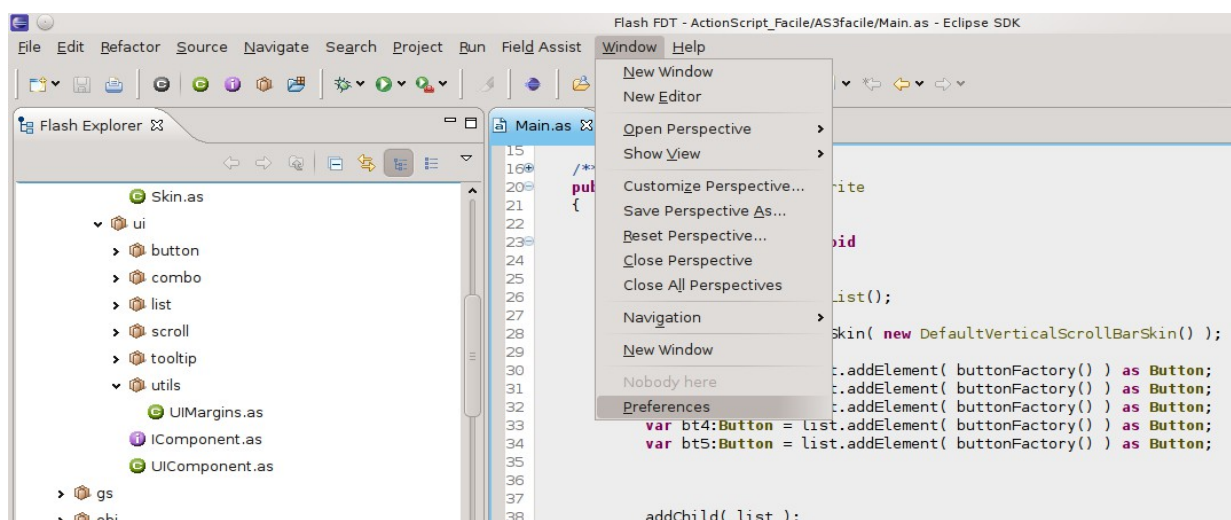 Flash FDT - ActionScript_Facile/AS3facile/Main.as - Eclipse SDK
File Edit Refactor Source Navigate Search Project Run Field Assist Window Help
Flash Explorer
Skin.as
ui
button
combo
list
scroll
tooltip
utils
UIMargins.as
IComponent.as
UIComponent.as
gs
obj
New Window
New Editor
Open Perspective
Show View
Customize Perspective...
Save Perspective As...
Reset Perspective...
Close Perspective
Close All Perspectives
Navigation
New Window
Nobody here
Preferences
Main.as
15
16 /**
20 pub rite
21 {
22
23 oid
24
25
26 List();
27
28 Skin( new DefaultVerticalScrollBarSkin() );
29
30 t.addElement( buttonFactory() ) as Button;
31 t.addElement( buttonFactory() ) as Button;
32 t.addElement( buttonFactory() ) as Button;
33 var bt4:Button = list.addElement( buttonFactory() ) as Button;
34 var bt5:Button = list.addElement( buttonFactory() ) as Button;
35
36
37
38 addChild( list );